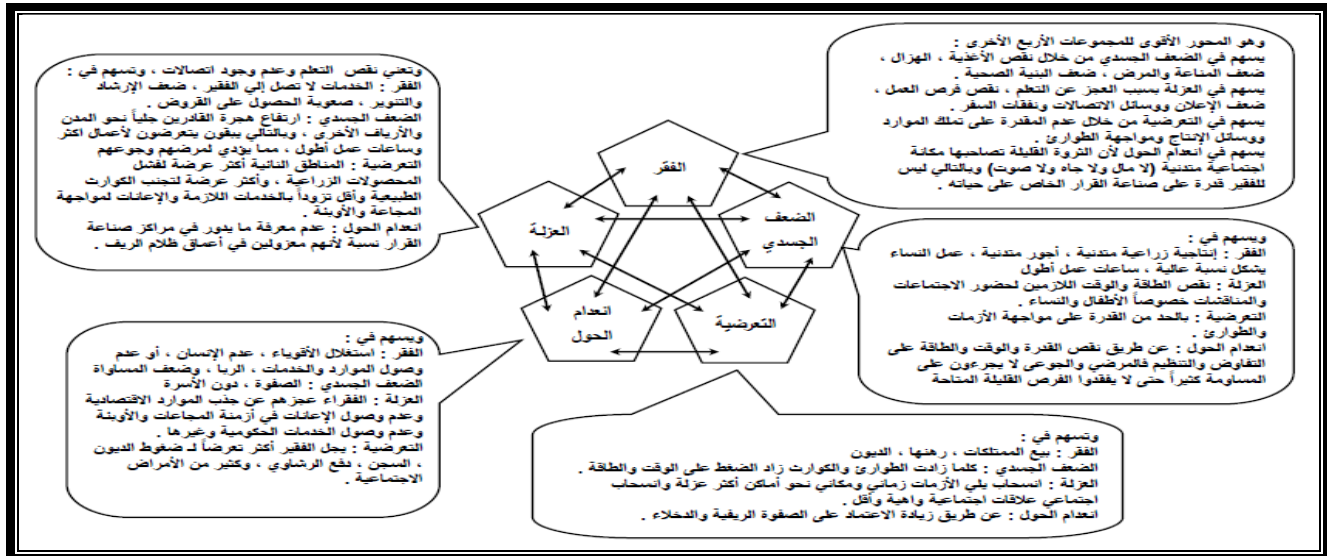 وهو المحور الأقوى للمجموعات الأربع الأخرى :
يسهم في الضعف الجسدي من خلال نقص الأغذية ، الهزال ،
ضعف المناعة والمرض ، ضعف البنية الصحية .
يسهم في العزلة بسبب العجز عن التعلم ، نقص فرص العمل ،
ضعف الإعلان ووسائل الاتصالات ونفقات السفر .
يسهم في التعرضية من خلال عدم المقدرة على تملك الموارد
ووسائل الإنتاج ومواجهة الطوارئ .
يسهم في انعدام الحول لأن الثروة القليلة تصاحبها مكانة
اجتماعية متدنية (لا مال ولا جاه ولا صوت) وبالتالي ليس
للفقير قدرة على صناعة القرار الخاص على حياته .
وتعني نقص التعلم وعدم وجود اتصالات ، وتسهم في :
الفقر : الخدمات لا تصل إلي الفقير ، ضعف الإرشاد
والتنوير ، صعوبة الحصول على القروض .
الضعف الجسدي : ارتفاع هجرة القادرين جلياً نحو المدن
والأرياف الأخرى ، وبالتالي يبقون يتعرضون لأعمال اكثر
وساعات عمل أطول ، مما يؤدي لمرضهم وجوعهم
التعرضية : المناطق النائية أكثر عرضة لفشل
المحصولات الزراعية ، وأكثر عرضة لتجنب الكوارث
الطبيعية وأقل تزوداً بالخدمات اللازمة والإعانات لمواجهة
المجاعة والأوبئة .
انعدام الحول : عدم معرفة ما يدور في مراكز صناعة
القرار نسبة لأنهم معزولين في أعماق ظلام الريف .
الفقر
الضعف
الجسدي
العزلة
انعدام
الحول
التعرضية
ويسهم في :
الفقر : إنتاجية زراعية متدنية ، أجور متدنية ، عمل النساء
يشكل نسبة عالية ، ساعات عمل أطول
العزلة : نقص الطاقة والوقت اللازمين لحضور الاجتماعات
والمناقشات خصوصاً الأطفال والنساء .
التعرضية : بالحد من القدرة على مواجهة الأزمات
والطوارئ .
انعدام الحول : عن طريق نقص القدرة والوقت والطاقة على
التفاوض والتنظيم فالمرضي والجوعى لا يجرءون على
المساومة كثيراً حتى لا يفقدوا الفرص القليلة المتاحة
ويسهم في :
الفقر : استغلال الأقوياء ، عدم الإنسان ، أو عدم
وصول الموارد والخدمات ، الربا ، وضعف المساواة
الضعف الجسدي : الصفوة ، دون الأسرة
العزلة : الفقراء عجزهم عن جذب الموارد الاقتصادية
وعدم وصول الإعانات في أزمنة المجاعات والأوبئة
وعدم وصول الخدمات الحكومية وغيرها .
التعرضية : يجل الفقير أكثر تعرضاً لـ ضغوط الديون
، السجن ، دفع الرشاوي ، وكثير من الأمراض
الاجتماعية .
وتسهم في :
الفقر : بيع الممتلكات ، رهنها ، الديون
الضعف الجسدي : كلما زادت الطوارئ والكوارث زاد الضغط على الوقت والطاقة .
العزلة : انسحاب يلي الأزمات زماني ومكاني نحو أماكن أكثر عزلة وانسحاب
اجتماعي علاقات اجتماعية واهية وأقل .
انعدام الحول : عن طريق زيادة الاعتماد على الصفوة الريفية والدخلاء .